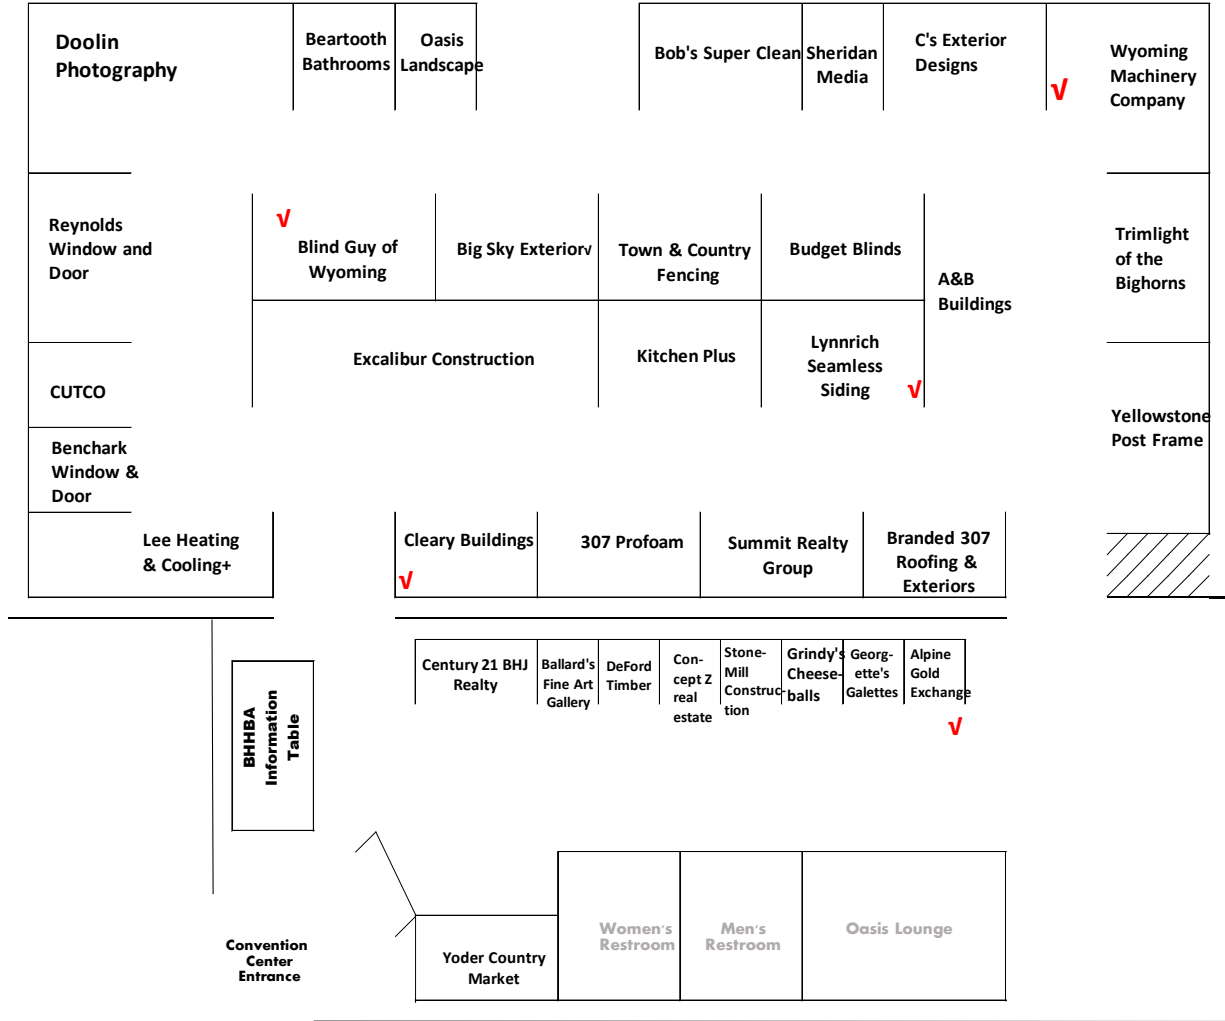 Doolin
Photography
Beartooth
Bathrooms
Oasis
Landscape
Bob's Super Clean
Sheridan
Media
C's Exterior
Designs
√
Wyoming
Machinery
Company
Reynolds
Window and
Door
√
Blind Guy of
Wyoming
Big Sky Exterior√
Town & Country
Fencing
Budget Blinds
A&B
Buildings
Trimlight
of the
Bighorns
Excalibur Construction
Kitchen Plus
Lynnrich
Seamless
Siding
√
CUTCO
Yellowstone
Post Frame
Benchark
Window &
Door
Lee Heating
& Cooling+
Cleary Buildings
√
307 Profoam
Summit Realty
Group
Branded 307
Roofing &
Exteriors
Century 21 BHJ
Realty
Ballard's
Fine Art
Gallery
DeFord
Timber
Con-
cept Z
real
estate
Stone-
Mill
Construc-
tion
Grindy's
Cheese-
balls
Georg-
ette's
Galettes
Alpine
Gold
Exchange
√
BHHBA
Information
Table
Convention
Center
Entrance
Yoder Country
Market
Women's
Restroom
Men's
Restroom
Oasis Lounge